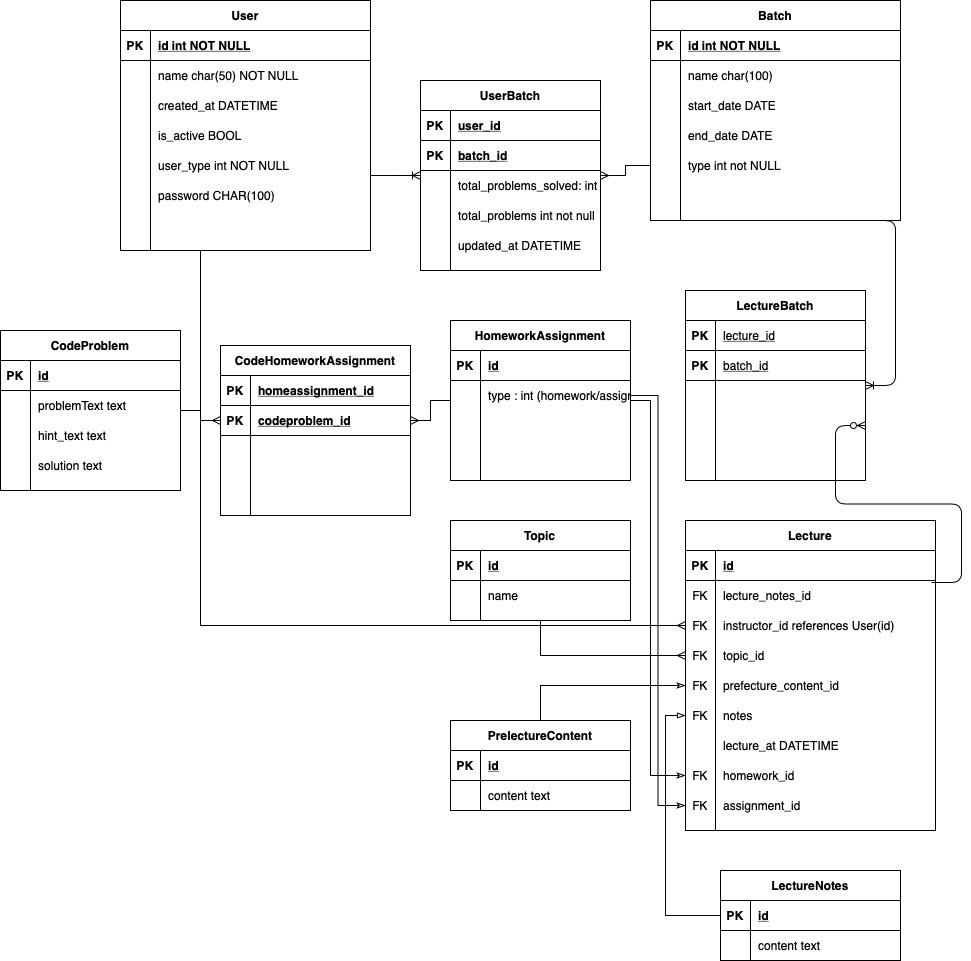 User
PK id int NOT NULL
name char(50) NOT NULL
created_at DATETIME
is_active BOOL
user_type int NOT NULL
password CHAR(100)
UserBatch
PK user_id
PK batch_id
total_problems_solved: int
total_problems int not null
updated_at DATETIME
Batch
PK id int NOT NULL
name char(100)
start_date DATE
end_date DATE
type int not NULL
CodeProblem
PK id
problemText text
hint_text text
solution text
CodeHomeworkAssignment
PK homeassignment_id
PK codeproblem_id
HomeworkAssignment
PK id
type : int (homework/assign
LectureBatch
PK lecture_id
PK batch_id
Topic
PK id
name
Lecture
PK id
FK lecture_notes_id
FK instructor_id references User(id)
FK topic_id
FK prefecture_content_id
FK notes
lecture_at DATETIME
FK homework_id
FK assignment_id
PrelectureContent
PK id
content text
LectureNotes
PK id
content text